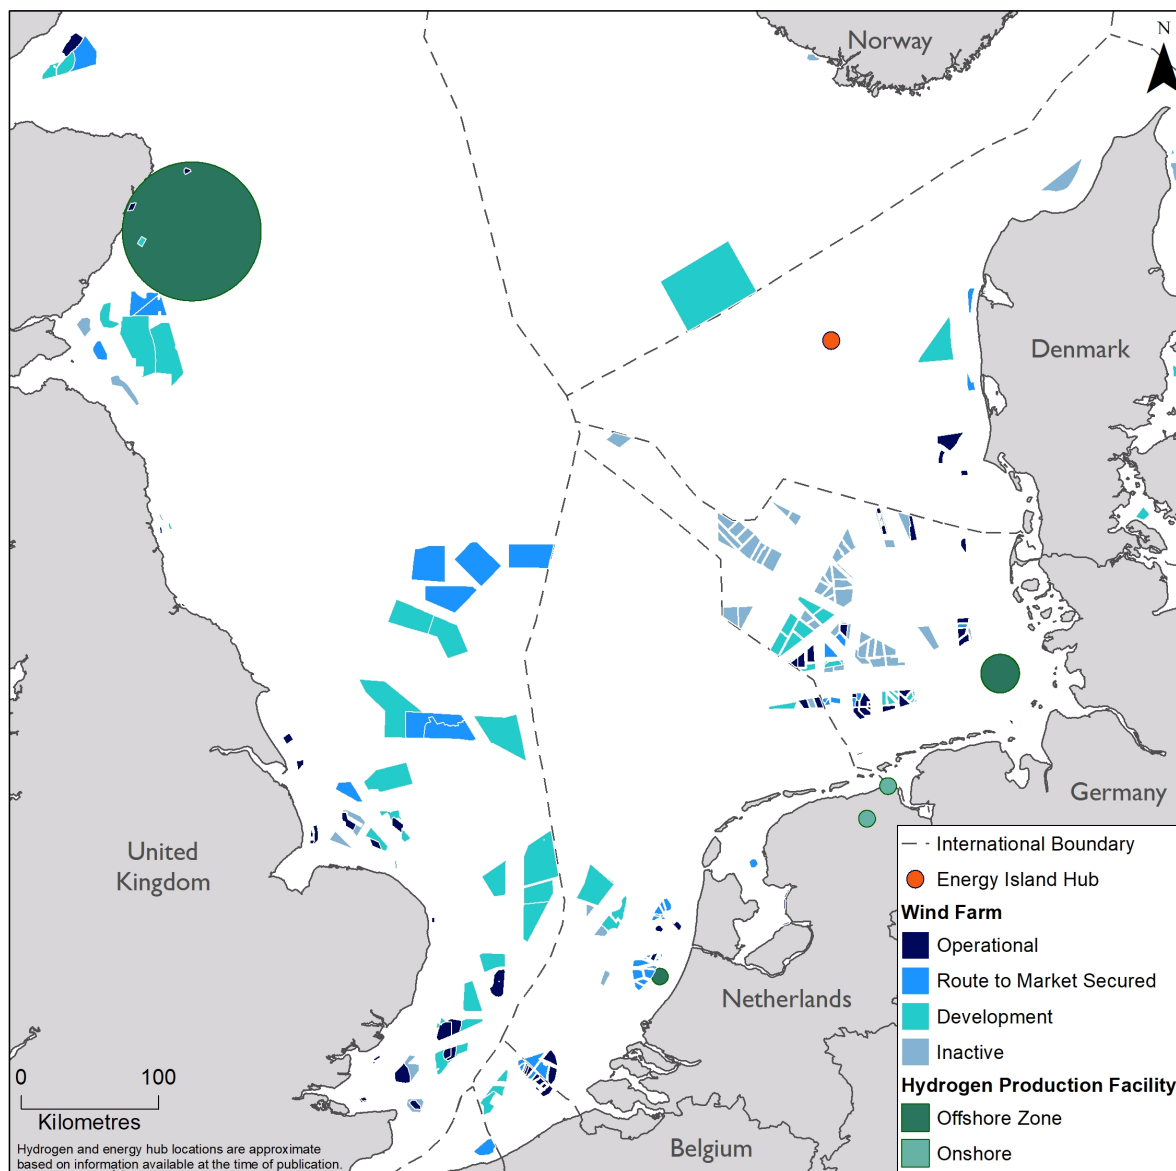 Norway
N
Denmark
Germany
United
Kingdom
Netherlands
Belgium
International Boundary
Energy Island Hub
Wind Farm
Operational
Route to Market Secured
Development
Inactive
Hydrogen Production Facility
Offshore Zone
Onshore
0 100
Kilometres
Hydrogen and energy hub locations are approximate
based on information available at the time of publication.